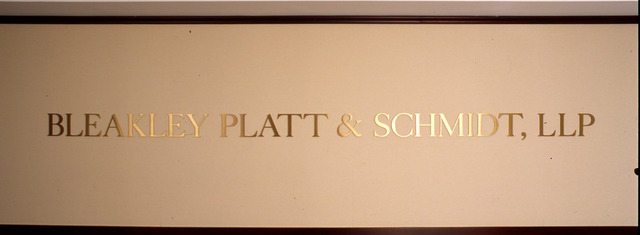 BLEAKLEY PLATT & SCHMIDT, LLP